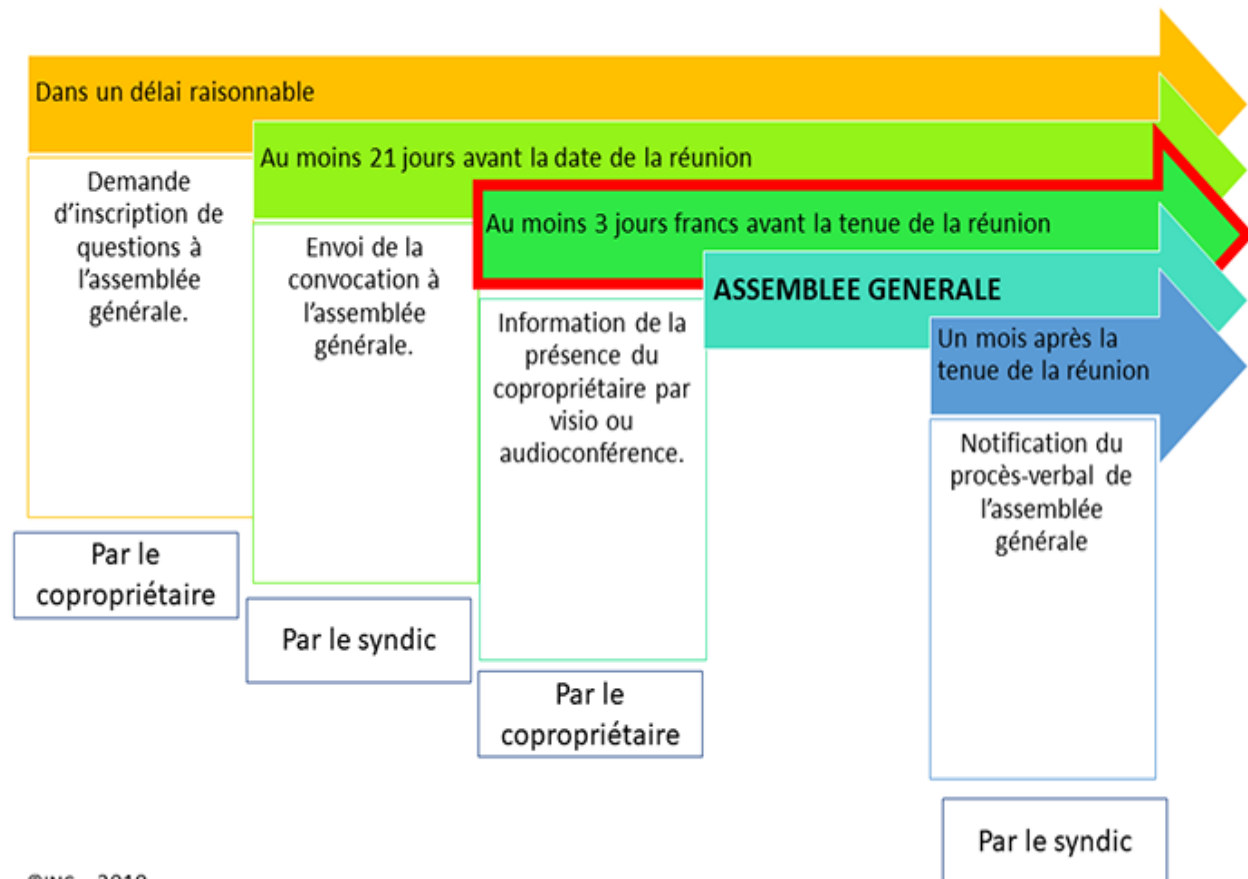 Dans un délai raisonnable
Demande
d'inscription de
questions à
l'assemblée
générale.
Par le
copropriétaire
Au moins 21 jours avant la date de la réunion
Envoi de la
convocation à
l'assemblée
générale.
Par le syndic
Au moins 3 jours francs avant la tenue de la réunion
Information de la
présence du
copropriétaire par
visio ou
audioconférence.
Par le
copropriétaire
ASSEMBLEE GENERALE
Un mois après la
tenue de la réunion
Notification du
procès-verbal de
l'assemblée
générale
Par le syndic